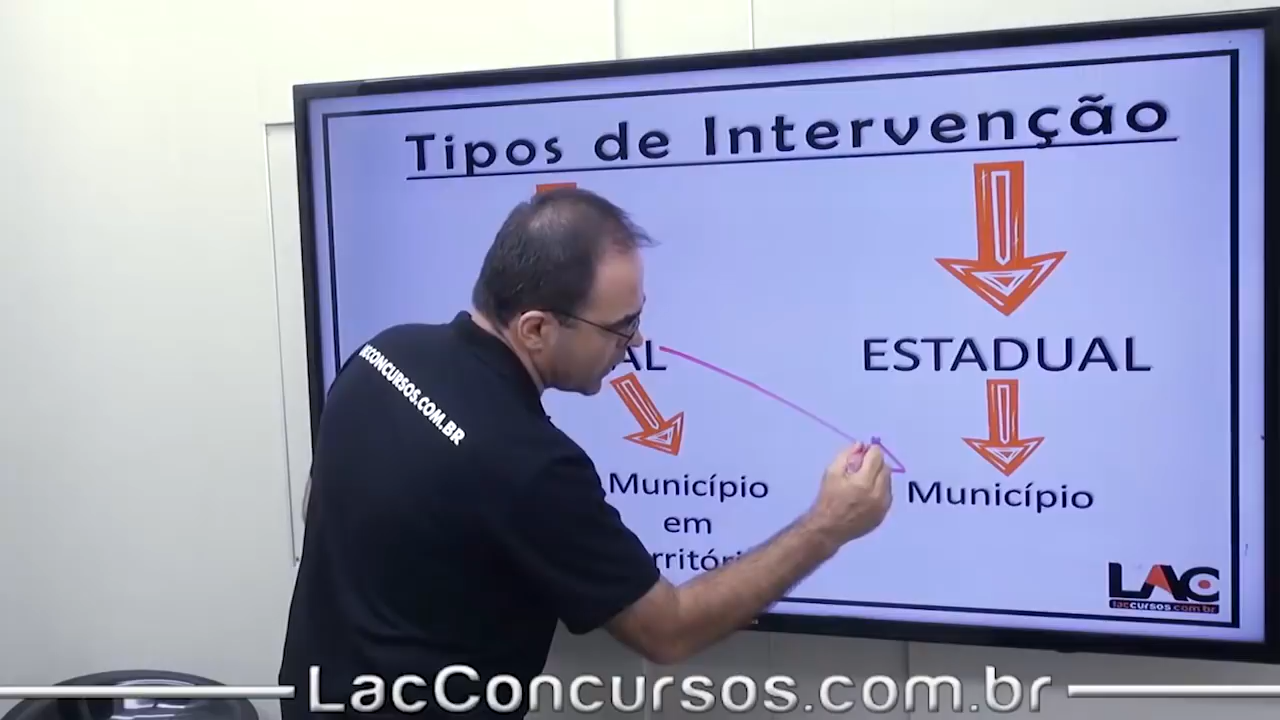 Tipos de Intervenção
AL
ESTADUAL
Município
Município
em
rritóri
LAC
laccursos.com.br
LACCONCURSOS.COM.BR
LacConcursos.com.br